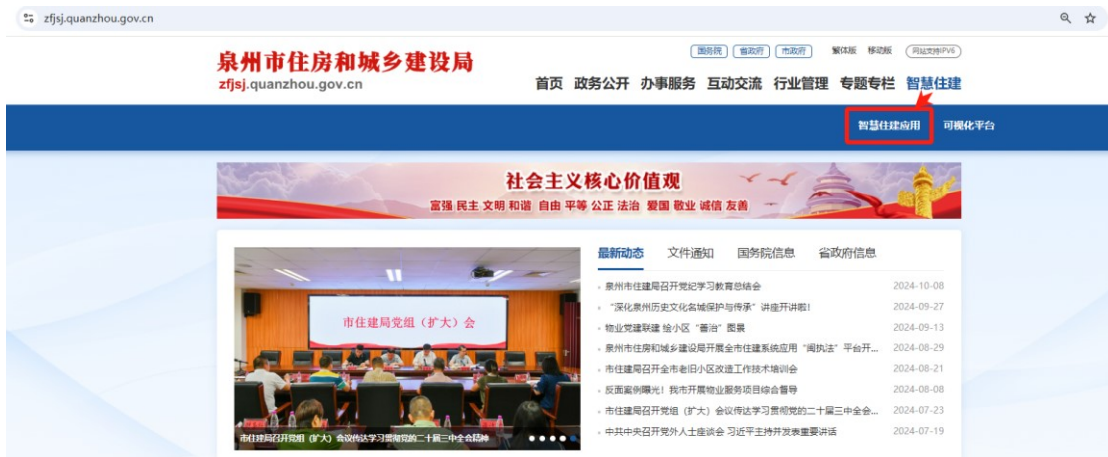 zfjsj.quanzhou.gov.cn
国务院 省政府 市政府 繁体版 移动版 网站支持IPV6
泉州市住房和城乡建设局
zfjsj.quanzhou.gov.cn
首页 政务公开 办事服务 互动交流 行业管理 专题专栏 智慧住建
智慧住建应用 可视化平台
社会主义核心价值观
富强 民主 文明 和谐 自由 平等 公正 法治 爱国 敬业 诚信 友善
最新动态 文件通知 国务院信息 省政府信息
泉州市住建局召开党纪学习教育总结会 2024-10-08
“深化泉州历史文化名城保护与传承”讲座开讲啦! 2024-09-27
物业党建联建 绘小区“善治”图景 2024-09-13
泉州市住房和城乡建设局开展全市住建系统应用“闽执法”平台开... 2024-08-29
市住建局召开全市老旧小区改造工作技术培训会 2024-08-21
反面案例曝光！我市开展物业服务项目综合督导 2024-08-08
市住建局召开党组（扩大）会议传达学习贯彻党的二十届三中全会... 2024-07-23
中共中央召开党外人士座谈会 习近平主持并发表重要讲话 2024-07-19
市住建局党组（扩大）会
市住建局召开党组（扩大）会议传达学习贯彻党的二十届三中全会精神